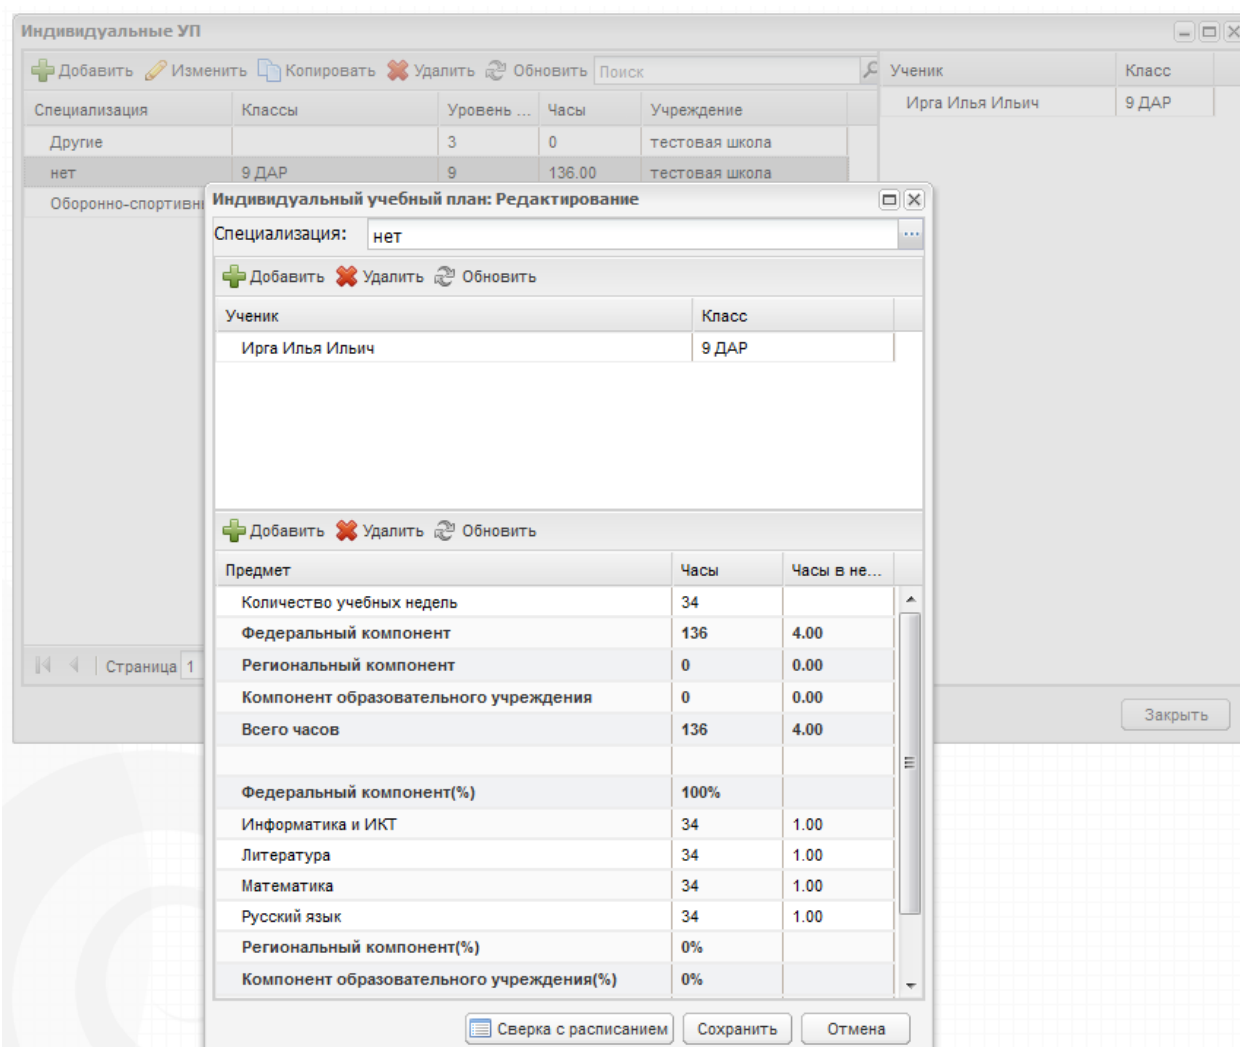 Индивидуальные УП
Добавить Изменить Копировать Удалить Обновить Поиск
Специализация Классы Уровень ... Часы Учреждение
Другие 3 0 тестовая школа
нет 9 ДАР 9 136.00 тестовая школа
Оборонно-спортивн
Страница 1
Ученик Класс
Ирга Илья Ильич 9 ДАР
Закрыть
Индивидуальный учебный план: Редактирование
Специализация: нет ...
Добавить Удалить Обновить
Ученик Класс
Ирга Илья Ильич 9 ДАР
Добавить Удалить Обновить
Предмет Часы Часы в не...
Количество учебных недель 34
Федеральный компонент 136 4.00
Региональный компонент 0 0.00
Компонент образовательного учреждения 0 0.00
Всего часов 136 4.00
Федеральный компонент(%) 100%
Информатика и ИКТ 34 1.00
Литература 34 1.00
Математика 34 1.00
Русский язык 34 1.00
Региональный компонент(%) 0%
Компонент образовательного учреждения(%) 0%
Сверка с расписанием Сохранить Отмена